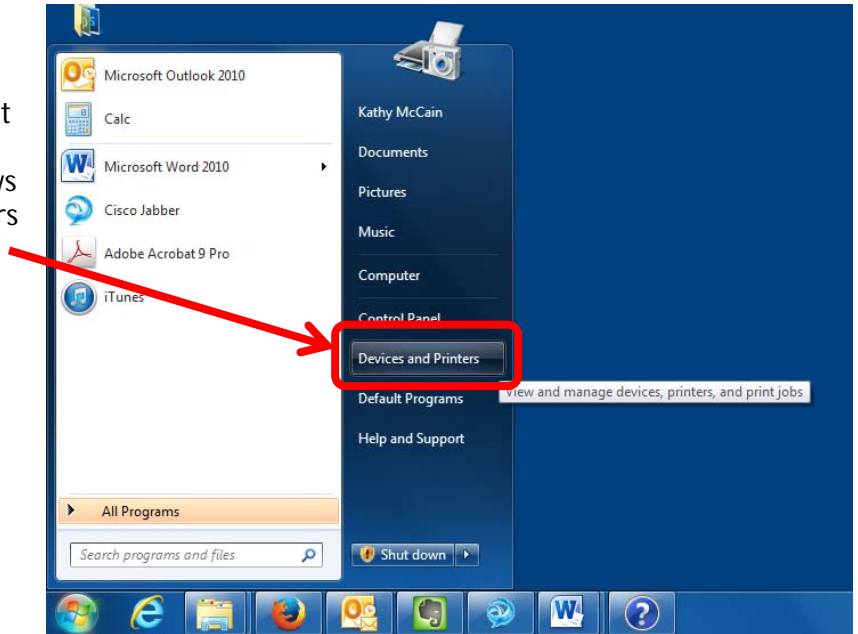 Microsoft Outlook 2010
Calc
Microsoft Word 2010
Cisco Jabber
Adobe Acrobat 9 Pro
iTunes
All Programs
Search programs and files
Kathy McCain
Documents
Pictures
Music
Computer
Control Panel
Devices and Printers
View and manage devices, printers, and print jobs
Default Programs
Help and Support
Shut down